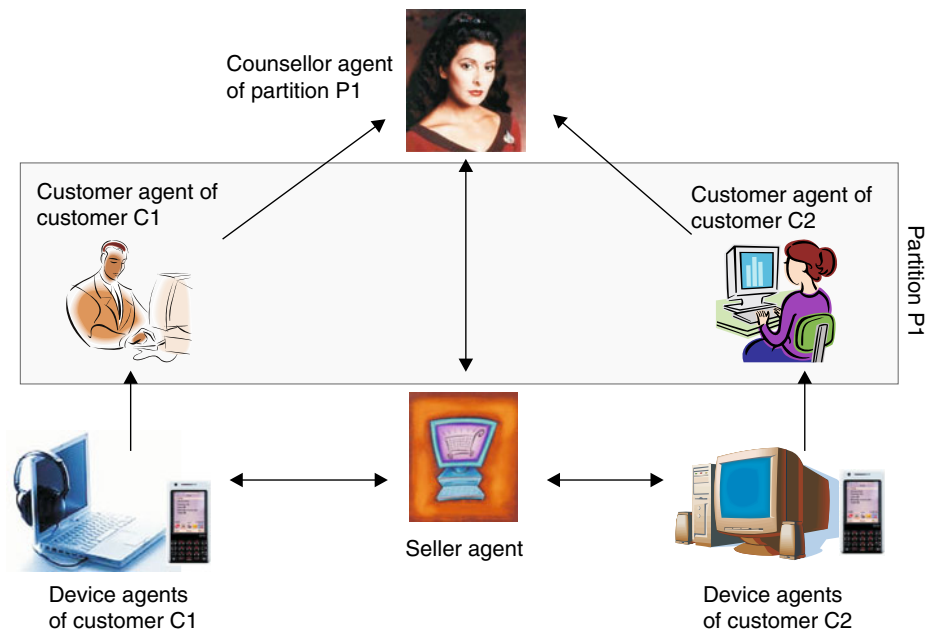 Counsellor agent
of partition P1
Customer agent of
customer C1
Customer agent of
customer C2
Partition P1
Seller agent
Device agents
of customer C1
Device agents
of customer C2